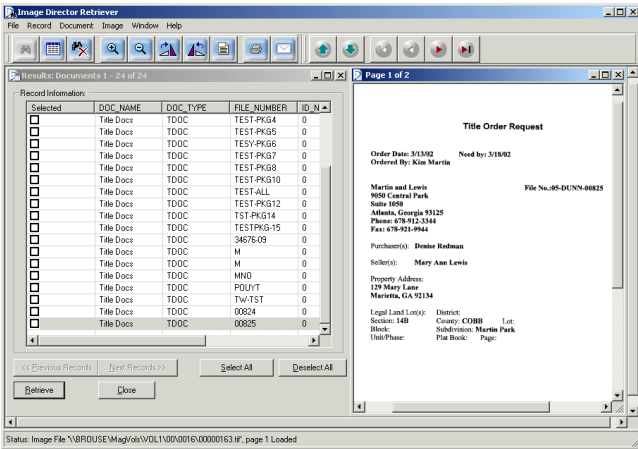 Image Director Retriever
File Record Document Image Window Help
Results: Documents 1 - 24 of 24
Record Information:
Selected DOC_NAME DOC_TYPE FILE_NUMBER ID_N
Title Docs TDOC TEST-PKG4 0
Title Docs TDOC TEST-PKG5 0
Title Docs TDOC TESY-PKG6 0
Title Docs TDOC TEST-PKG7 0
Title Docs TDOC TEST-PKG8 0
Title Docs TDOC TEST-PKG10 0
Title Docs TDOC TEST-ALL 0
Title Docs TDOC TEST-PKG12 0
Title Docs TDOC TST-PKG14 0
Title Docs TDOC TESTPKG-15 0
Title Docs TDOC 34676-09 0
Title Docs TDOC M 0
Title Docs TDOC M 0
Title Docs TDOC MNO 0
Title Docs TDOC POUYT 0
Title Docs TDOC TW-TST 0
Title Docs TDOC 00824 0
Title Docs TDOC 00825 0
<< Previous Records Next Records >> Select All Deselect All
Retrieve Close
Page 1 of 2
Title Order Request
Order Date: 3/13/02 Need by: 3/18/02
Ordered By: Kim Martin
Martin and Lewis File No.:05-DUNN-00825
9050 Central Park
Suite 1050
Atlanta, Georgia 93125
Phone: 678-912-3344
Fax: 678-921-9944
Purchaser(s): Denise Redman
Seller(s): Mary Ane Lewis
Property Address:
129 Mary Lane
Marietta, GA 92134
Legal Land Lot(s): District:
Section: 14B County: COBB Lot:
Block: Subdivision: Martin Park
Unit/Phase: Plat Book: Page:
Status: Image File "\\BROUSE\MagVols\VOL1\00\0016\00000163.tif", page 1 Loaded